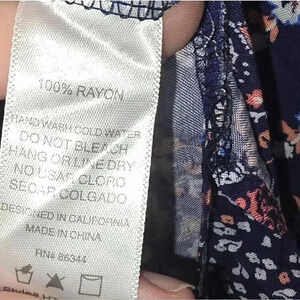 100% RAYON
HAND WASH COLD WATER
DO NOT BLEACH
HANG OR LINE DRY
NO USAR CLORO
SECAR COLGADO
DESIGNED IN CALIFORNIA
MADE IN CHINA
RN# 86344